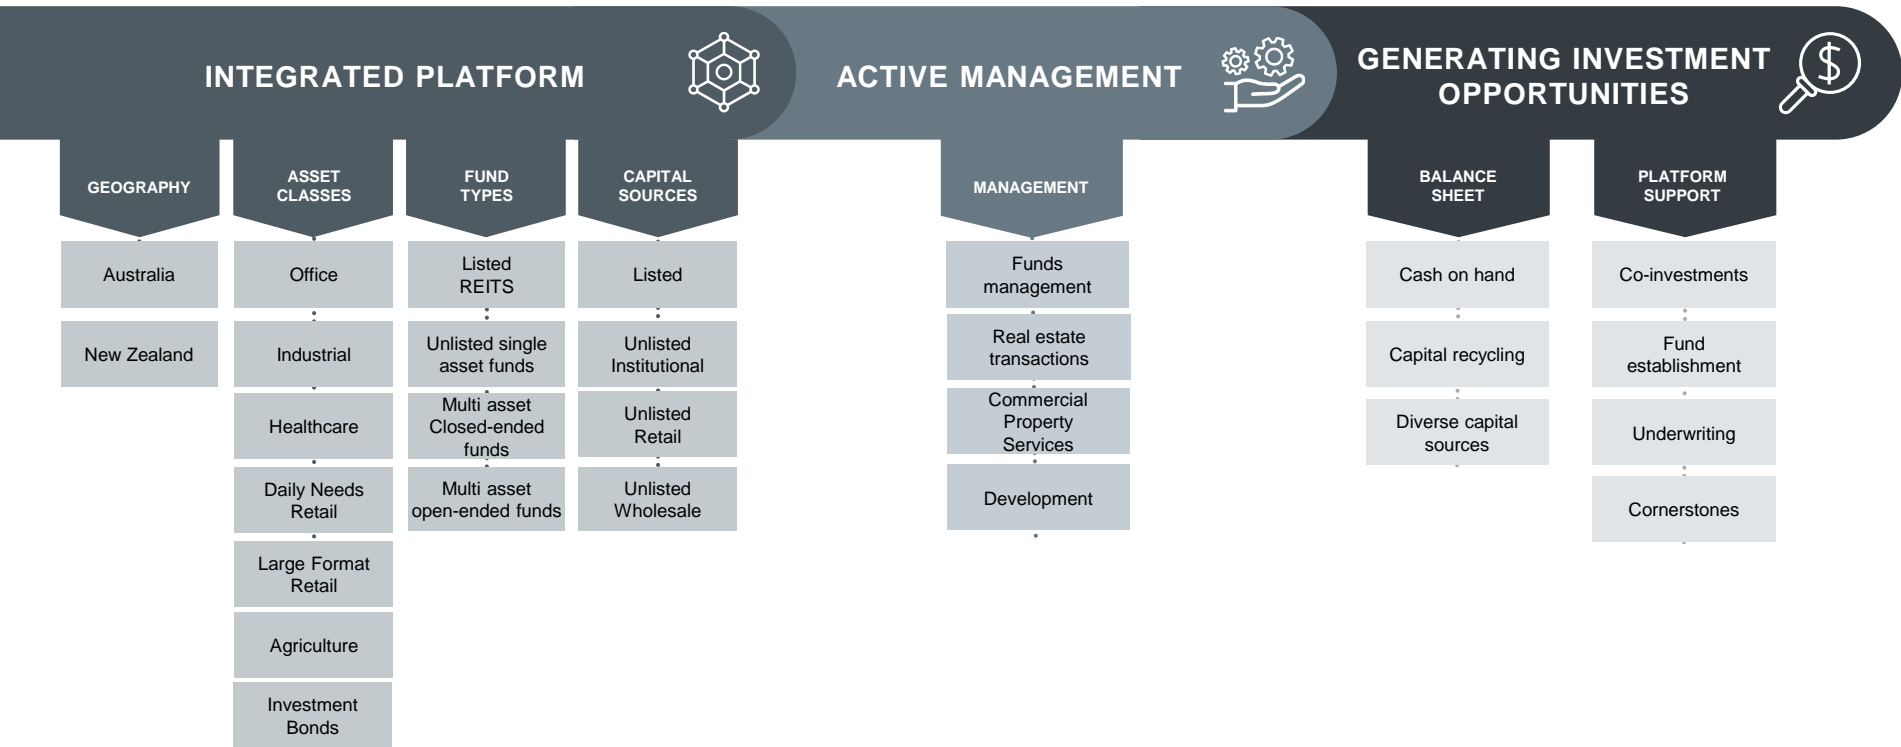 INTEGRATED PLATFORM
ACTIVE MANAGEMENT
GENERATING INVESTMENT
OPPORTUNITIES
$
GEOGRAPHY
Australia
New Zealand
ASSET
CLASSES
Office
Industrial
Healthcare
Daily Needs
Retail
Large Format
Retail
Agriculture
Investment
Bonds
FUND
TYPES
Listed
REITS
Unlisted single
asset funds
Multi asset
Closed-ended
funds
Multi asset
open-ended funds
CAPITAL
SOURCES
Listed
Unlisted
Institutional
Unlisted
Retail
Unlisted
Wholesale
MANAGEMENT
Funds
management
Real estate
transactions
Commercial
Property
Services
Development
BALANCE
SHEET
Cash on hand
Capital recycling
Diverse capital
sources
PLATFORM
SUPPORT
Co-investments
Fund
establishment
Underwriting
Cornerstones